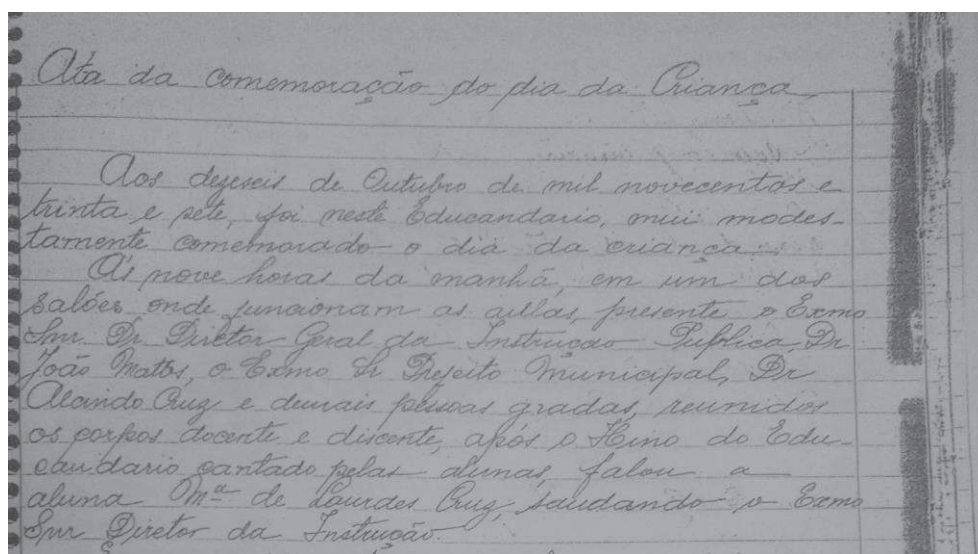 Ata da comemoração do dia da Criança
Aos dezeseis de Outubro de mil novecentos e
trinta e sete, foi neste Educandario, mui modes-
tamente comemorado o dia da criança.
Ás nove horas da manhã, em um dos
salões onde funcionam as aullas, presente o Exmo
Snr. Dr. Diretor Geral da Instrucao Publica, Dr
João Mattos, o Exmo Sr Prefeito Municipal, Dr
Alcindo Cruz e demais pessoas gradas, reunidos
os corpos docente e discente, após o Hino do Edu-
candario cantado pelas alunas, falou a
aluna Mª de Lourdes Cruz, saudando o Exmo
Snr Diretor da Instrução.